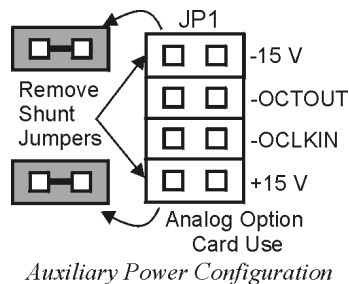 JP1
-15 V
-OCTOUT
-OCLKIN
+15 V
Remove
Shunt
Jumpers
Analog Option
Card Use
Auxiliary Power Configuration